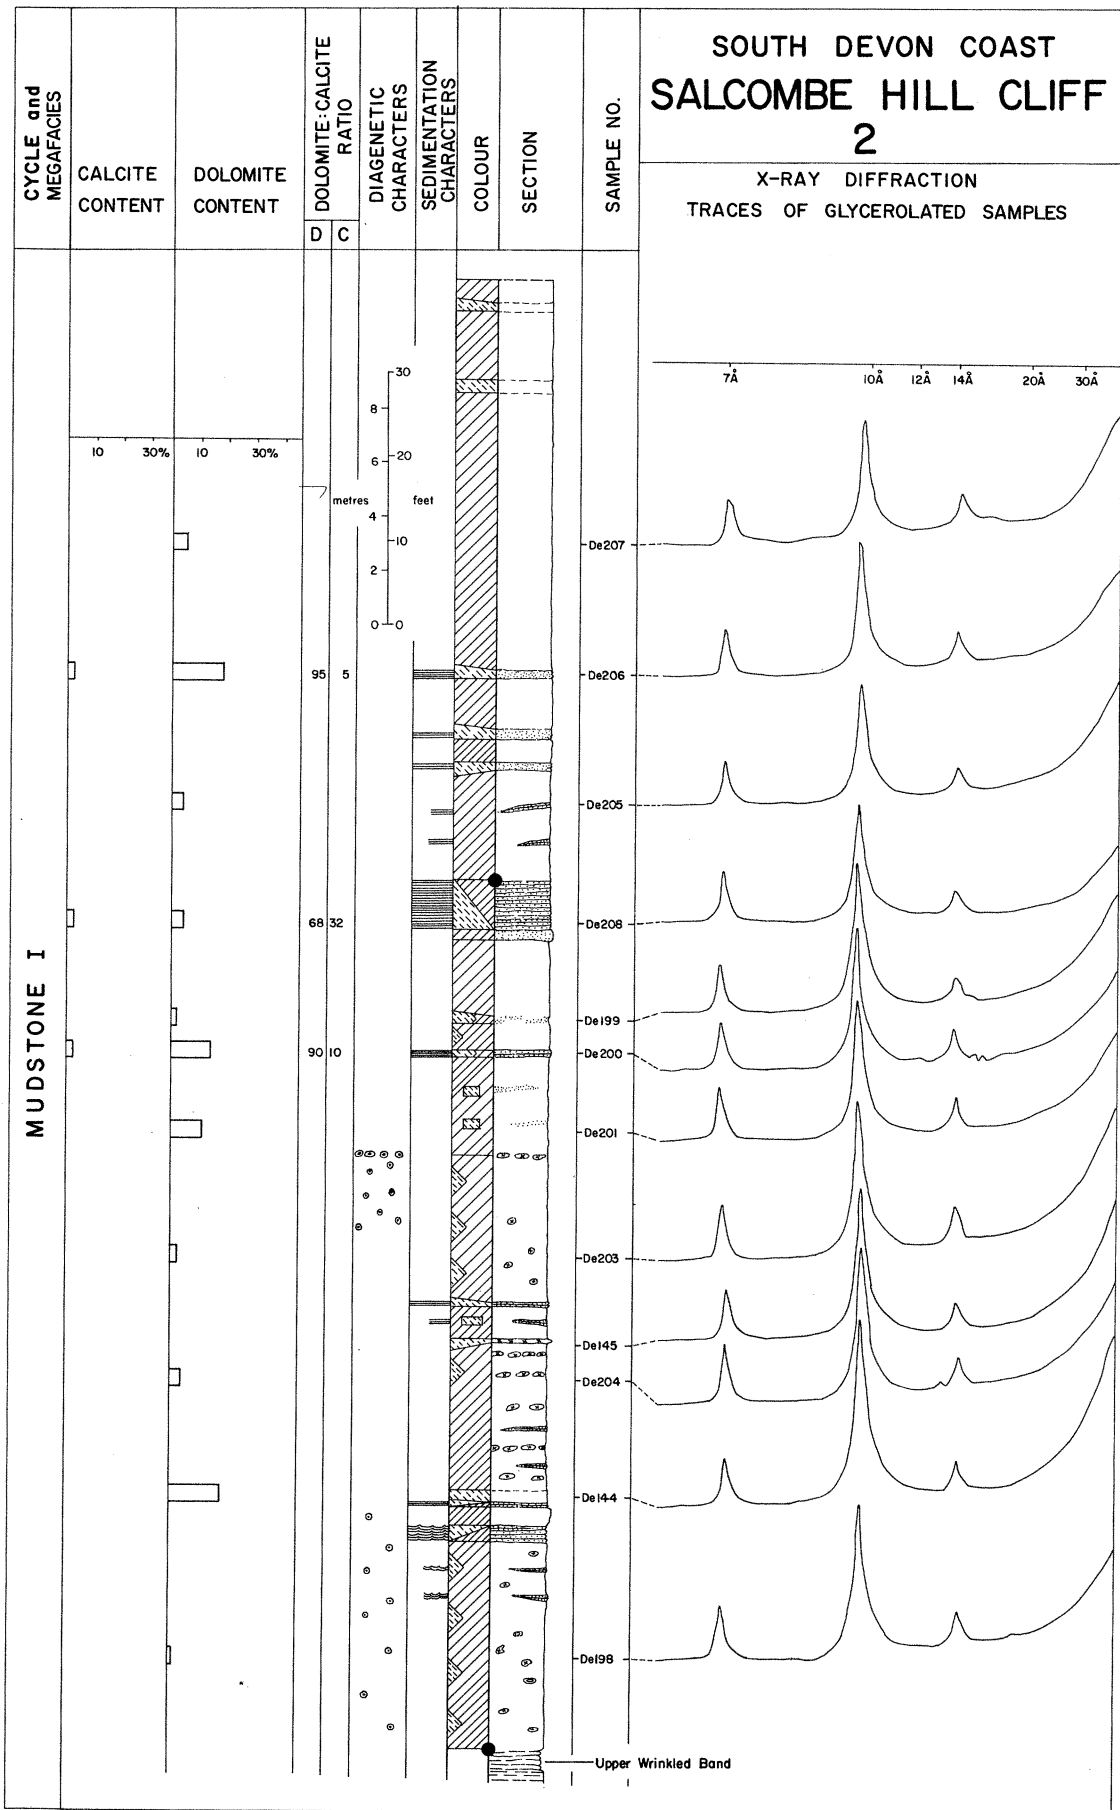 SOUTH DEVON COAST
SALCOMBE HILL CLIFF
2
X-RAY DIFFRACTION
TRACES OF GLYCEROLATED SAMPLES
CYCLE and
MEGAFACIES
CALCITE
CONTENT
DOLOMITE
CONTENT
DOLOMITE:CALCITE
RATIO
D C
DIAGENETIC
CHARACTERS
SEDIMENTATION
CHARACTERS
COLOUR
SECTION
SAMPLE NO.
7Å 10Å 12Å 14Å 20Å 30Å
10 30% 10 30%
30
8
6 20
metres feet
4
10
2
0 0
De207
95 5
De206
De205
68 32
De208
De199
90 10
De200
De201
De203
De145
De204
De144
De198
MUDSTONE I
Upper Wrinkled Band